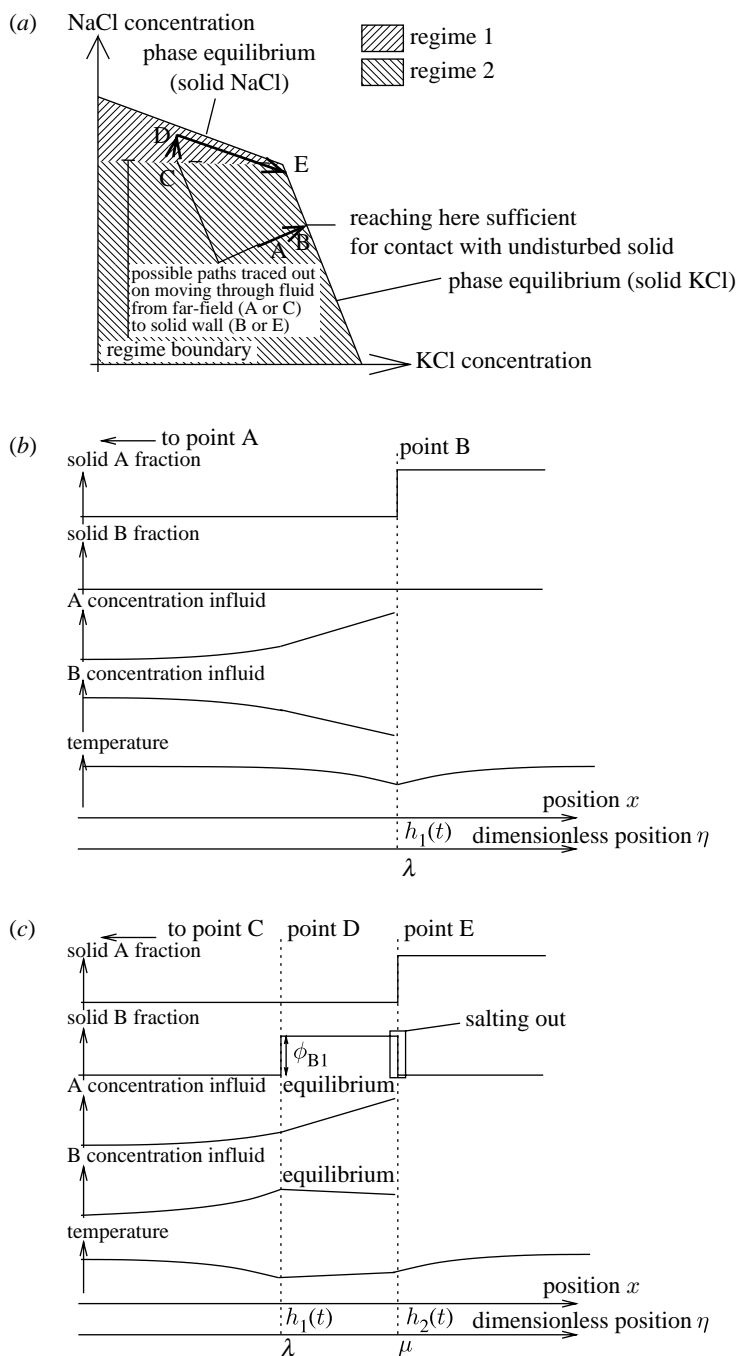 (a)
NaCl concentration
phase equilibrium
(solid NaCl)
regime 1
regime 2
D
C
E
A
B
reaching here sufficient
for contact with undisturbed solid
phase equilibrium (solid KCl)
possible paths traced out
on moving through fluid
from far-field (A or C)
to solid wall (B or E)
regime boundary
KCl concentration
(b)
to point A
point B
solid A fraction
solid B fraction
A concentration influid
B concentration influid
temperature
position x
h₁(t)
dimensionless position η
λ
(c)
to point C
point D
point E
solid A fraction
solid B fraction
salting out
ϕB1
A concentration influid
equilibrium
B concentration influid
equilibrium
temperature
position x
h₁(t)
h₂(t)
dimensionless position η
λ
μ